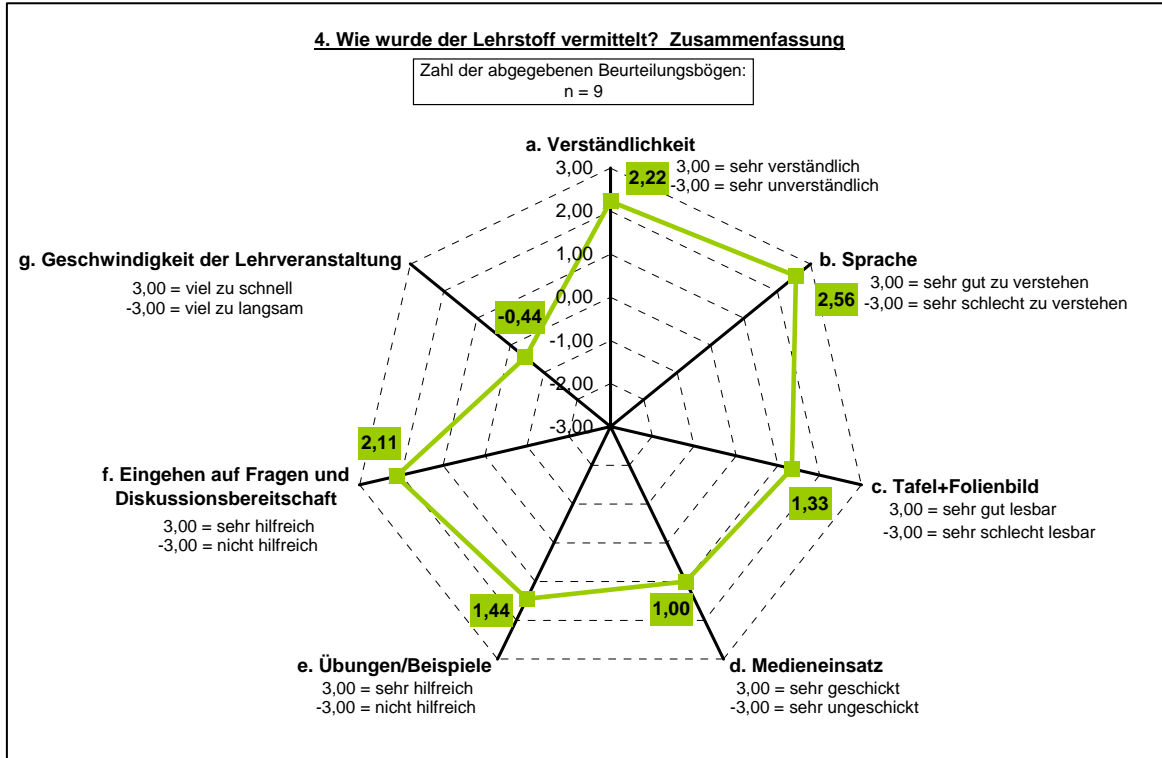 4. Wie wurde der Lehrstoff vermittelt?  Zusammenfassung
Zahl der abgegebenen Beurteilungsbögen:
n = 9
a. Verständlichkeit
3,00 = sehr verständlich
-3,00 = sehr unverständlich
2,22
3,00
2,00
1,00
0,00
-1,00
-2,00
-3,00
b. Sprache
3,00 = sehr gut zu verstehen
-3,00 = sehr schlecht zu verstehen
2,56
c. Tafel+Folienbild
3,00 = sehr gut lesbar
-3,00 = sehr schlecht lesbar
1,33
d. Medieneinsatz
3,00 = sehr geschickt
-3,00 = sehr ungeschickt
1,00
e. Übungen/Beispiele
3,00 = sehr hilfreich
-3,00 = nicht hilfreich
1,44
f. Eingehen auf Fragen und
Diskussionsbereitschaft
3,00 = sehr hilfreich
-3,00 = nicht hilfreich
2,11
g. Geschwindigkeit der Lehrveranstaltung
3,00 = viel zu schnell
-3,00 = viel zu langsam
-0,44